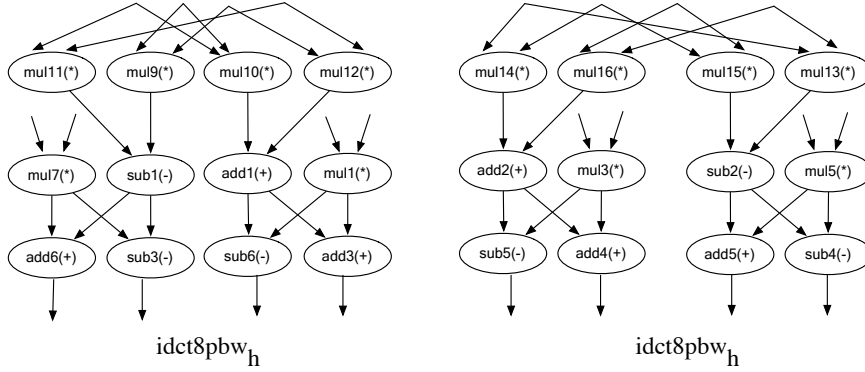 mul11(*) mul9(*) mul10(*) mul12(*) mul14(*) mul16(*) mul15(*) mul13(*)
mul7(*) sub1(-) add1(+) mul1(*) add2(+) mul3(*) sub2(-) mul5(*)
add6(+) sub3(-) sub6(-) add3(+) sub5(-) add4(+) add5(+) sub4(-)
idct8pbw_h idct8pbw_h